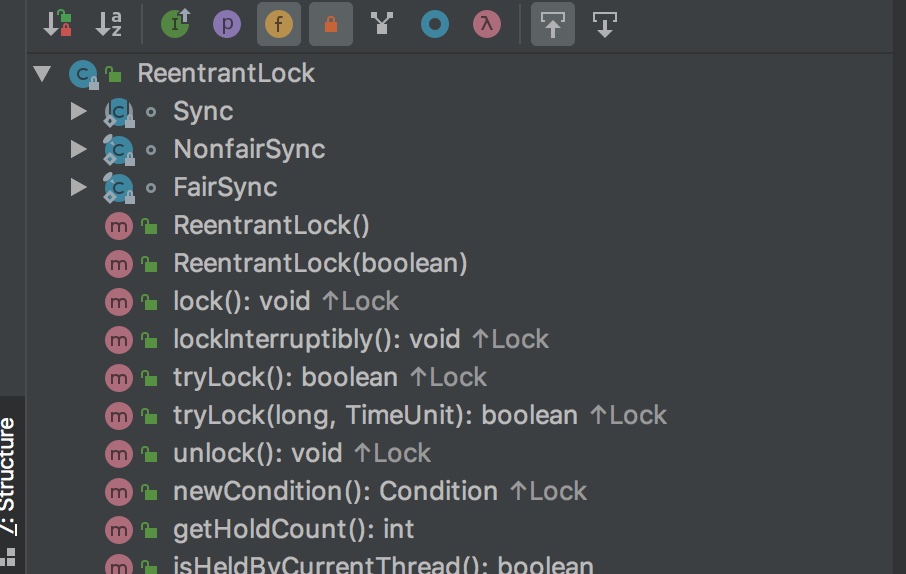 ReentrantLock
Sync
NonfairSync
FairSync
ReentrantLock()
ReentrantLock(boolean)
lock(): void ↑Lock
lockInterruptibly(): void ↑Lock
tryLock(): boolean ↑Lock
tryLock(long, TimeUnit): boolean ↑Lock
unlock(): void ↑Lock
newCondition(): Condition ↑Lock
getHoldCount(): int
isHeldByCurrentThread(): boolean
7: Structure